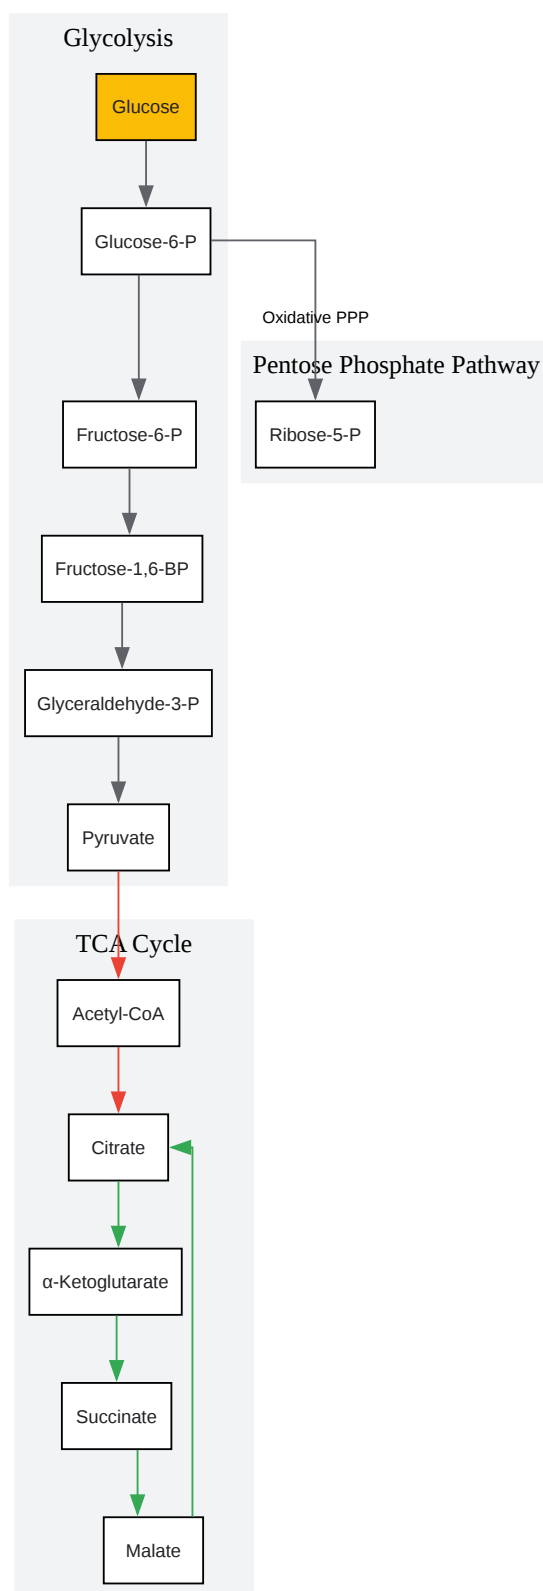 Glycolysis
Glucose
Glucose-6-P
Oxidative PPP
Pentose Phosphate Pathway
Fructose-6-P
Ribose-5-P
Fructose-1,6-BP
Glyceraldehyde-3-P
Pyruvate
TCA Cycle
Acetyl-CoA
Citrate
α-Ketoglutarate
Succinate
Malate